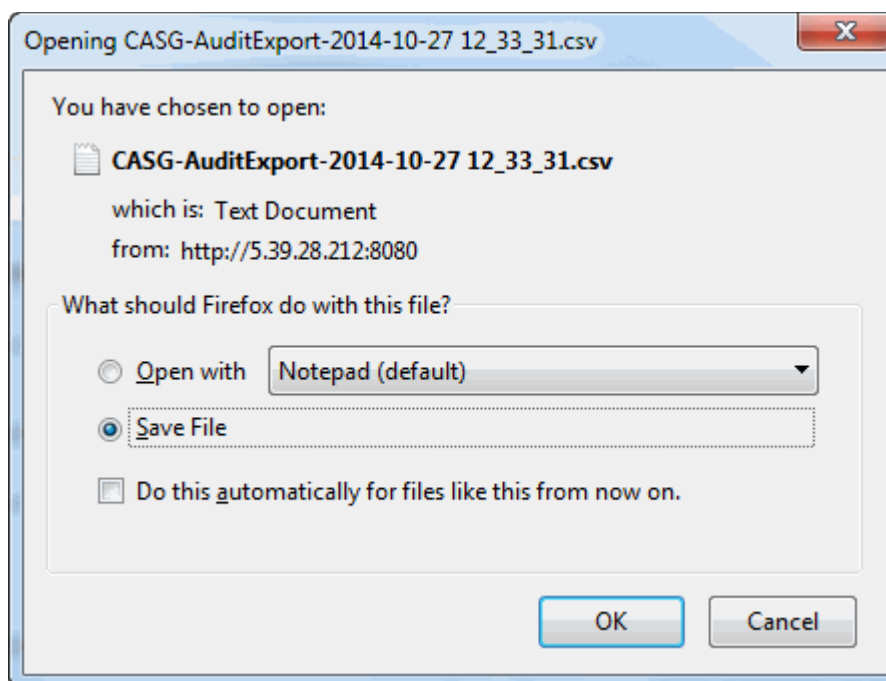 Opening CASG-AuditExport-2014-10-27 12_33_31.csv
You have chosen to open:
CASG-AuditExport-2014-10-27 12_33_31.csv
which is: Text Document
from: http://5.39.28.212:8080
What should Firefox do with this file?
Open with Notepad (default)
Save File
Do this automatically for files like this from now on.
OK Cancel